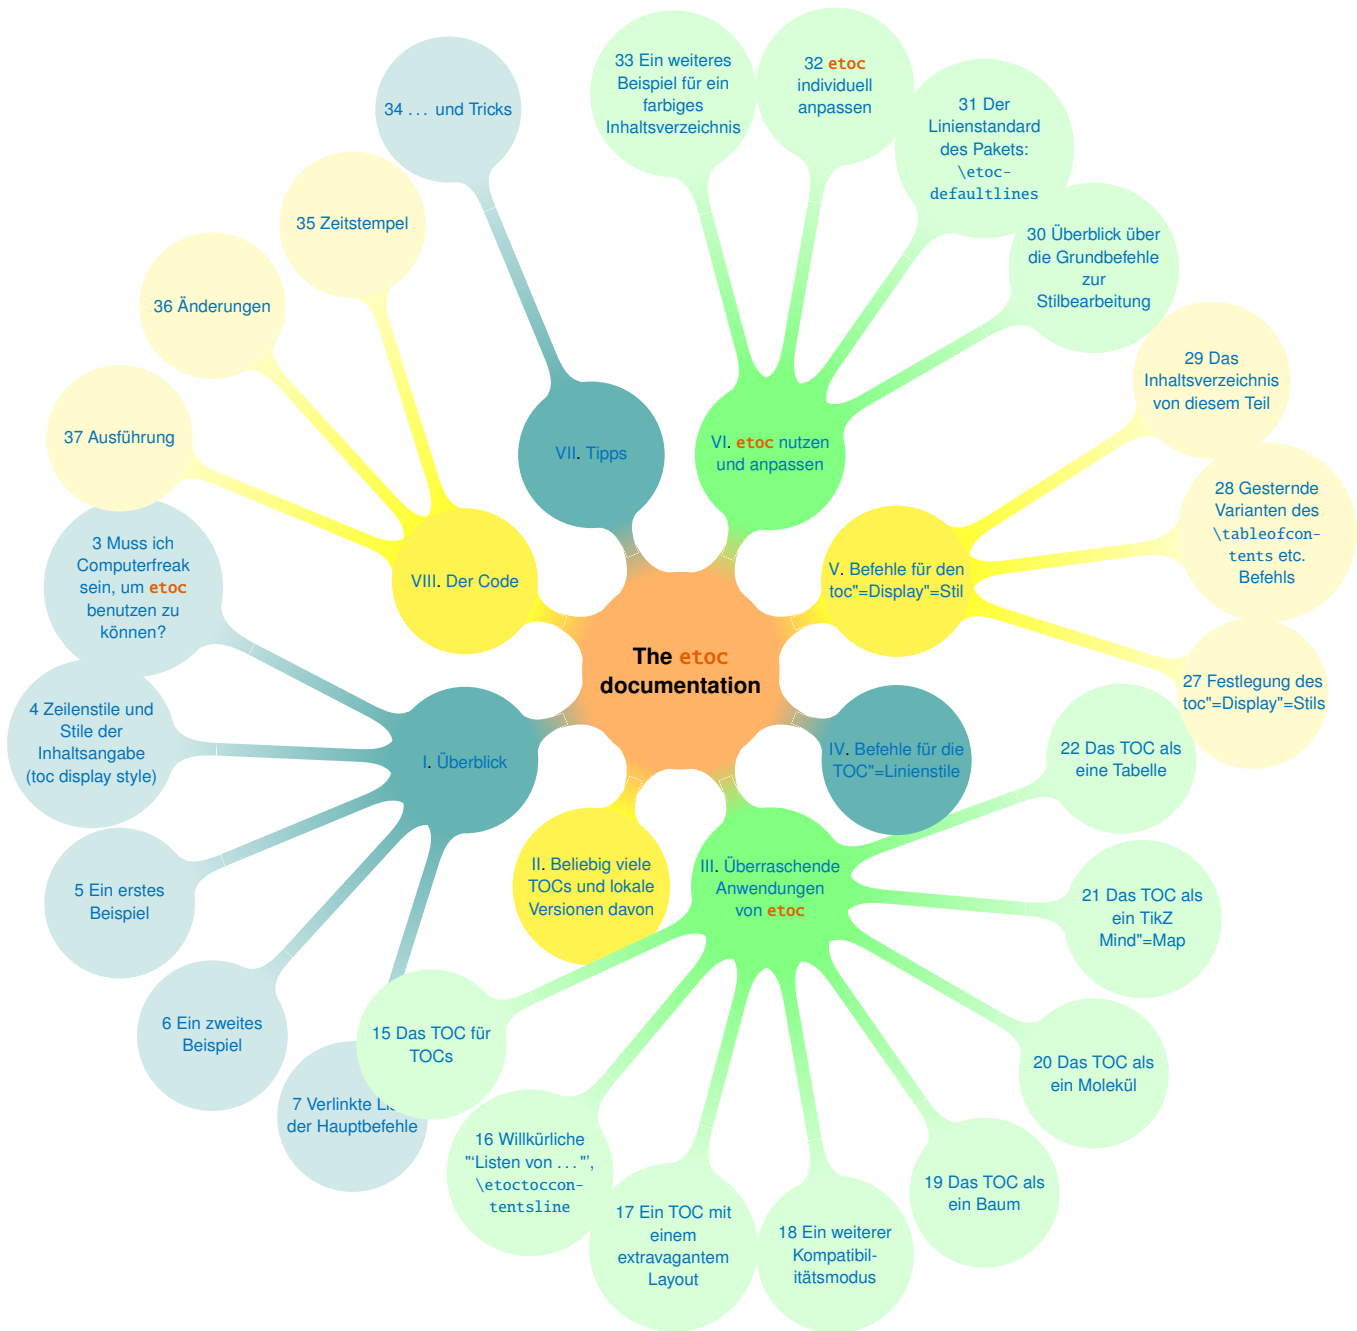 The etoc
documentation
I. Überblick
3 Muss ich
Computerfreak
sein, um etoc
benutzen zu
können?
4 Zeilenstile und
Stile der
Inhaltsangabe
(toc display style)
5 Ein erstes
Beispiel
6 Ein zweites
Beispiel
7 Verlinkte
der Hauptbefehle
II. Beliebig viele
TOCs und lokale
Versionen davon
III. Überraschende
Anwendungen
von etoc
15 Das TOC für
TOCs
16 Willkürliche
"‘Listen von . . . "’,
\etoctoccon-
tentsline
17 Ein TOC mit
einem
extravagantem
Layout
18 Ein weiterer
Kompatibil-
itätsmodus
19 Das TOC als
ein Baum
20 Das TOC als
ein Molekül
21 Das TOC als
ein TikZ
Mind"=Map
22 Das TOC als
eine Tabelle
IV. Befehle für die
TOC"=Linienstile
V. Befehle für den
toc"=Display"=Stil
27 Festlegung des
toc"=Display"=Stils
28 Gesternde
Varianten des
\tableofcon-
tents etc.
Befehls
29 Das
Inhaltsverzeichnis
von diesem Teil
VI. etoc nutzen
und anpassen
30 Überblick über
die Grundbefehle
zur
Stilbearbeitung
31 Der
Linienstandard
des Pakets:
\etoc-
defaultlines
32 etoc
individuell
anpassen
33 Ein weiteres
Beispiel für ein
farbiges
Inhaltsverzeichnis
VII. Tipps
34 . . . und Tricks
VIII. Der Code
35 Zeitstempel
36 Änderungen
37 Ausführung